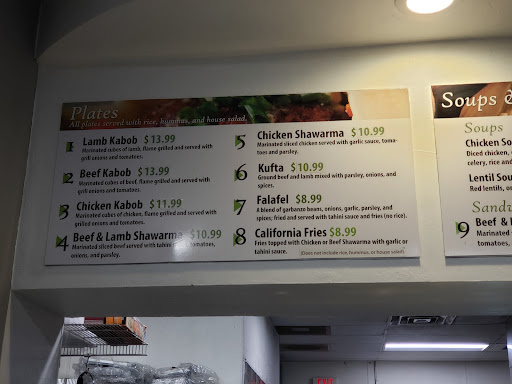 Plates
All plates served with rice, hummus, and house salad.
1 Lamb Kabob $13.99
Marinated cubes of lamb, flame grilled and served with
grill onions and tomatoes.
2 Beef Kabob $13.99
Marinated cubes of beef, flame grilled and served with
grill onions and tomatoes.
3 Chicken Kabob $11.99
Marinated cubes of chicken, flame grilled and served with
grilled onions and tomatoes.
4 Beef & Lamb Shawarma $10.99
Marinated sliced beef served with tahini sauce, tomatoes,
onions, and parsley.
5 Chicken Shawarma $10.99
Marinated sliced chicken served with garlic sauce, toma-
toes and parsley.
6 Kufta $10.99
Ground beef and lamb mixed with parsley, onions, and
spices.
7 Falafel $8.99
A blend of garbanzo beans, onions, garlic, parsley, and
spices; fried and served with tahini sauce and fries (no rice).
8 California Fries $8.99
Fries topped with Chicken or Beef Shawarma with garlic or
tahini sauce.
(Does not include rice, hummus, or house salad)
Soups &
Soups
Chicken So
Diced chicken,
celery, rice and
Lentil Sou
Red lentils, o
Sandw
9 Beef & L
Marinated
tomatoes,